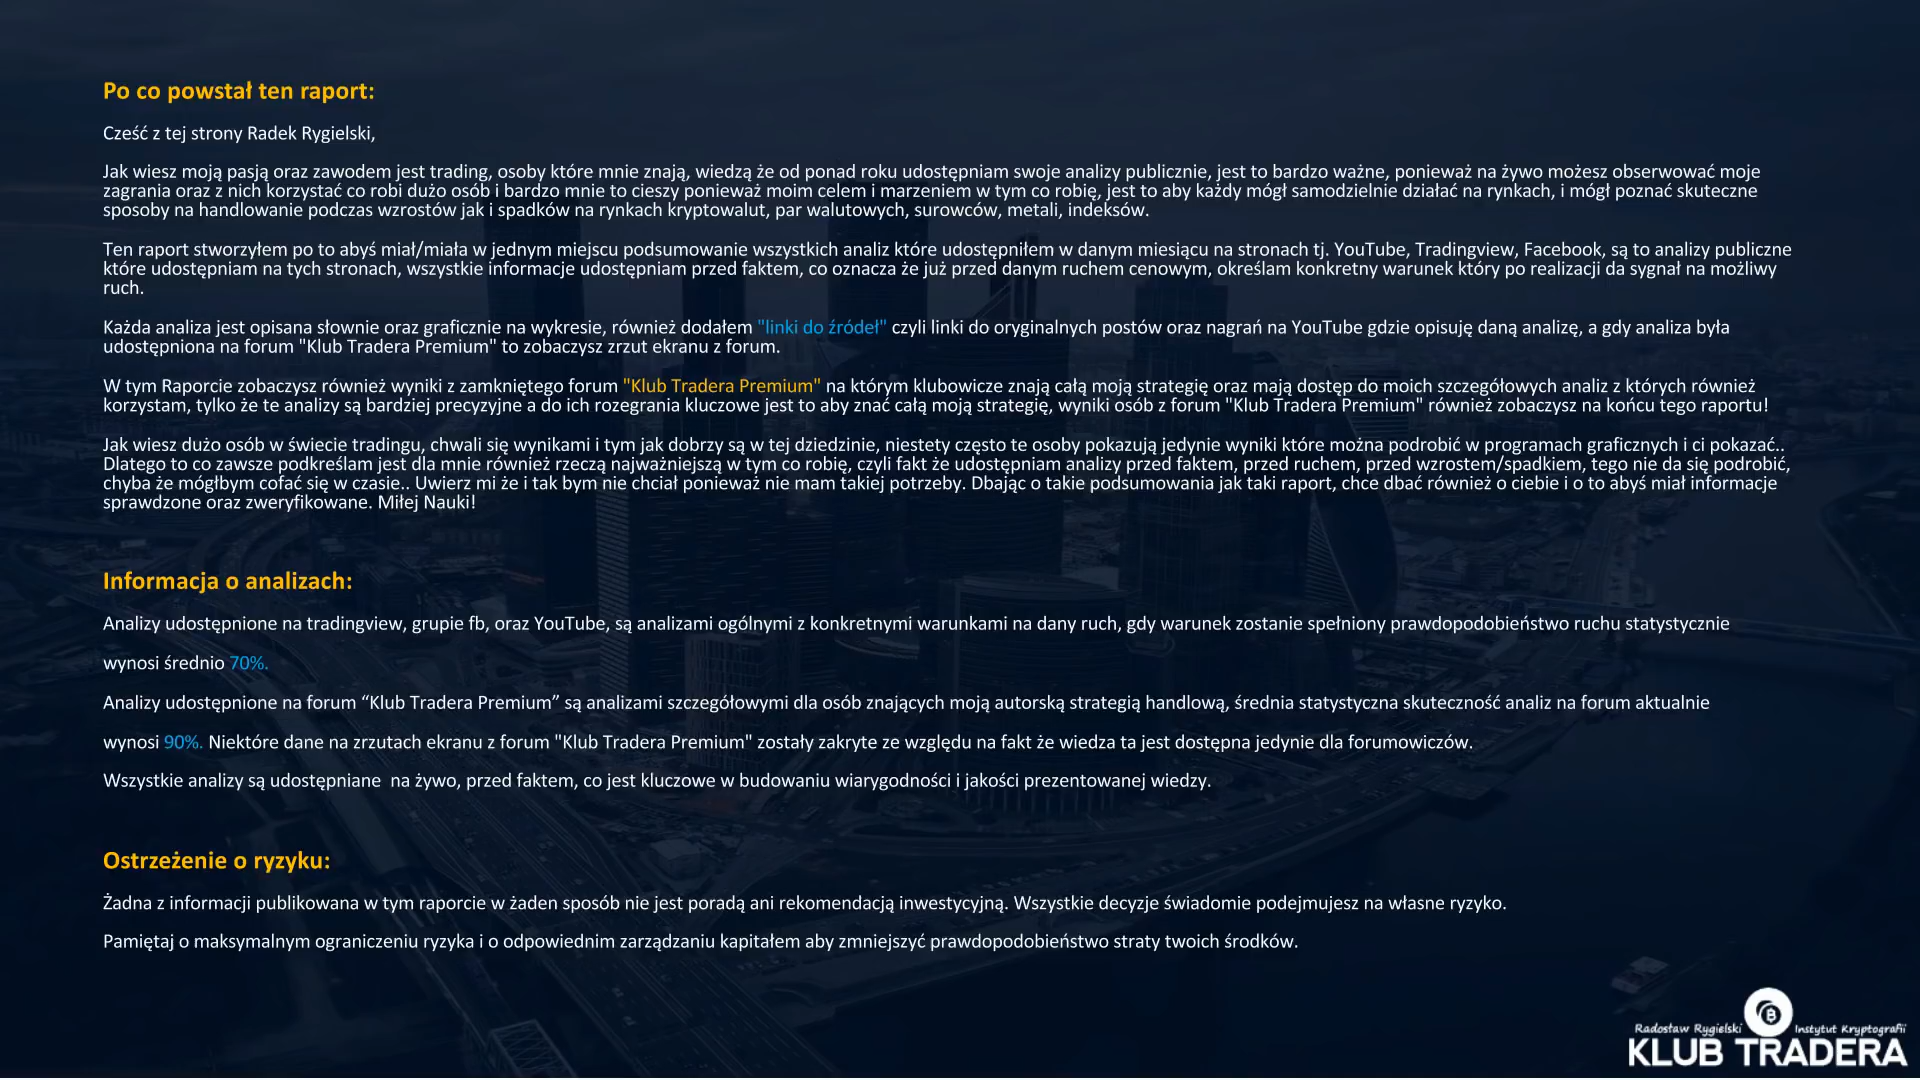 Po co powstał ten raport:
Cześć z tej strony Radek Rygielski,
Jak wiesz moją pasją oraz zawodem jest trading, osoby które mnie znają, wiedzą że od ponad roku udostępniam swoje analizy publicznie, jest to bardzo ważne, ponieważ na żywo możesz obserwować moje
zagrania oraz z nich korzystać co robi dużo osób i bardzo mnie to cieszy ponieważ moim celem i marzeniem w tym co robię, jest to aby każdy mógł samodzielnie działać na rynkach, i mógł poznać skuteczne
sposoby na handlowanie podczas wzrostów jak i spadków na rynkach kryptowalut, par walutowych, surowców, metali, indeksów.
Ten raport stworzyłem po to abyś miał/miała w jednym miejscu podsumowanie wszystkich analiz które udostępniłem w danym miesiącu na stronach tj. YouTube, Tradingview, Facebook, są to analizy publiczne
które udostępniam na tych stronach, wszystkie informacje udostępniam przed faktem, co oznacza że już przed danym ruchem cenowym, określam konkretny warunek który po realizacji da sygnał na możliwy
ruch.
Każda analiza jest opisana słownie oraz graficznie na wykresie, również dodałem "linki do źródeł" czyli linki do oryginalnych postów oraz nagrań na YouTube gdzie opisuję daną analizę, a gdy analiza była
udostępniona na forum "Klub Tradera Premium" to zobaczysz zrzut ekranu z forum.
W tym Raporcie zobaczysz również wyniki z zamkniętego forum "Klub Tradera Premium" na którym klubowicze znają całą moją strategię oraz mają dostęp do moich szczegółowych analiz z których również
korzystam, tylko że te analizy są bardziej precyzyjne a do ich rozegrania kluczowe jest to aby znać całą moją strategię, wyniki osób z forum "Klub Tradera Premium" również zobaczysz na końcu tego raportu!
Jak wiesz dużo osób w świecie tradingu, chwali się wynikami i tym jak dobrzy są w tej dziedzinie, niestety często te osoby pokazują jedynie wyniki które można podrobić w programach graficznych i ci pokazać..
Dlatego to co zawsze podkreślam jest dla mnie również rzeczą najważniejszą w tym co robię, czyli fakt że udostępniam analizy przed faktem, przed ruchem, przed wzrostem/spadkiem, tego nie da się podrobić,
chyba że mógłbym cofać się w czasie.. Uwierz mi że i tak bym nie chciał ponieważ nie mam takiej potrzeby. Dbając o takie podsumowania jak taki raport, chce dbać również o ciebie i o to abyś miał informacje
sprawdzone oraz zweryfikowane. Miłej Nauki!
Informacja o analizach:
Analizy udostępnione na tradingview, grupie fb, oraz YouTube, są analizami ogólnymi z konkretnymi warunkami na dany ruch, gdy warunek zostanie spełniony prawdopodobieństwo ruchu statystycznie
wynosi średnio 70%.
Analizy udostępnione na forum “Klub Tradera Premium” są analizami szczegółowymi dla osób znających moją autorską strategią handlową, średnia statystyczna skuteczność analiz na forum aktualnie
wynosi 90%. Niektóre dane na zrzutach ekranu z forum "Klub Tradera Premium" zostały zakryte ze względu na fakt że wiedza ta jest dostępna jedynie dla forumowiczów.
Wszystkie analizy są udostępniane  na żywo, przed faktem, co jest kluczowe w budowaniu wiarygodności i jakości prezentowanej wiedzy.
Ostrzeżenie o ryzyku:
Żadna z informacji publikowana w tym raporcie w żaden sposób nie jest poradą ani rekomendacją inwestycyjną. Wszystkie decyzje świadomie podejmujesz na własne ryzyko.
Pamiętaj o maksymalnym ograniczeniu ryzyka i o odpowiednim zarządzaniu kapitałem aby zmniejszyć prawdopodobieństwo straty twoich środków.
Radosław Rygielski Instytut Kryptografii
KLUB TRADERA